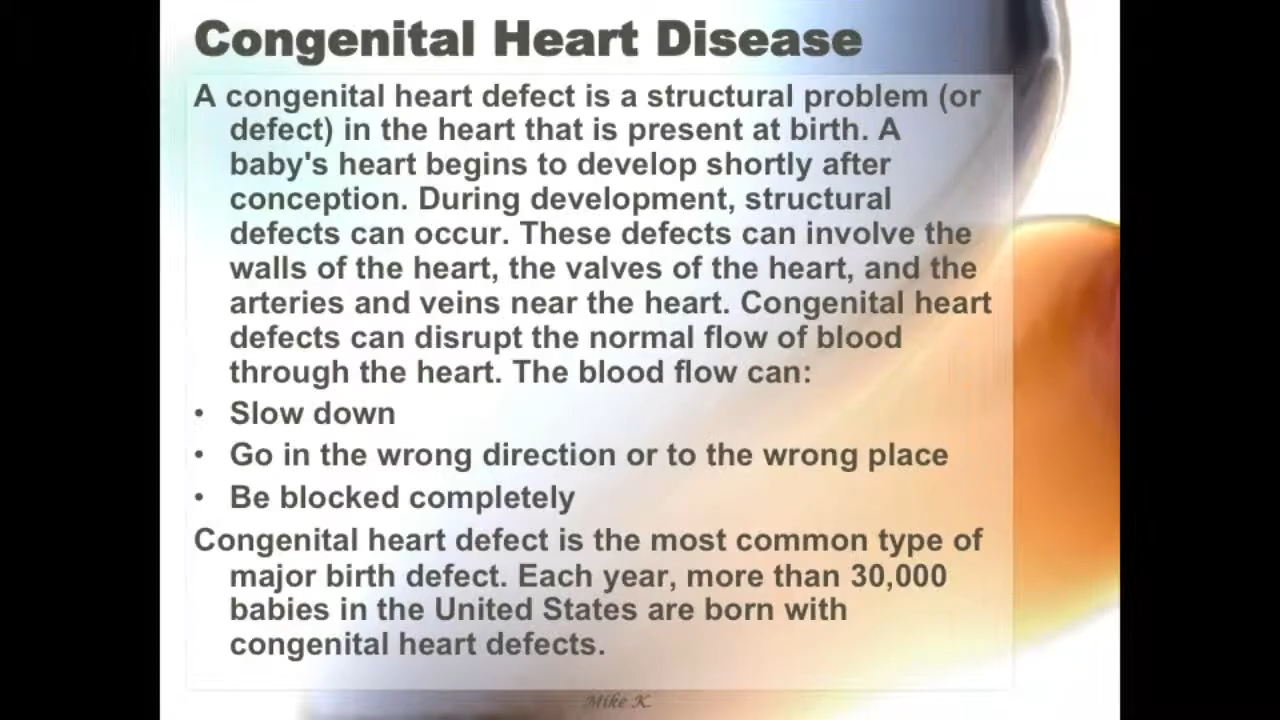 Congenital Heart Disease
A congenital heart defect is a structural problem (or
defect) in the heart that is present at birth. A
baby's heart begins to develop shortly after
conception. During development, structural
defects can occur. These defects can involve the
walls of the heart, the valves of the heart, and the
arteries and veins near the heart. Congenital heart
defects can disrupt the normal flow of blood
through the heart. The blood flow can:
• Slow down
• Go in the wrong direction or to the wrong place
• Be blocked completely
Congenital heart defect is the most common type of
major birth defect. Each year, more than 30,000
babies in the United States are born with
congenital heart defects.
Mike K.